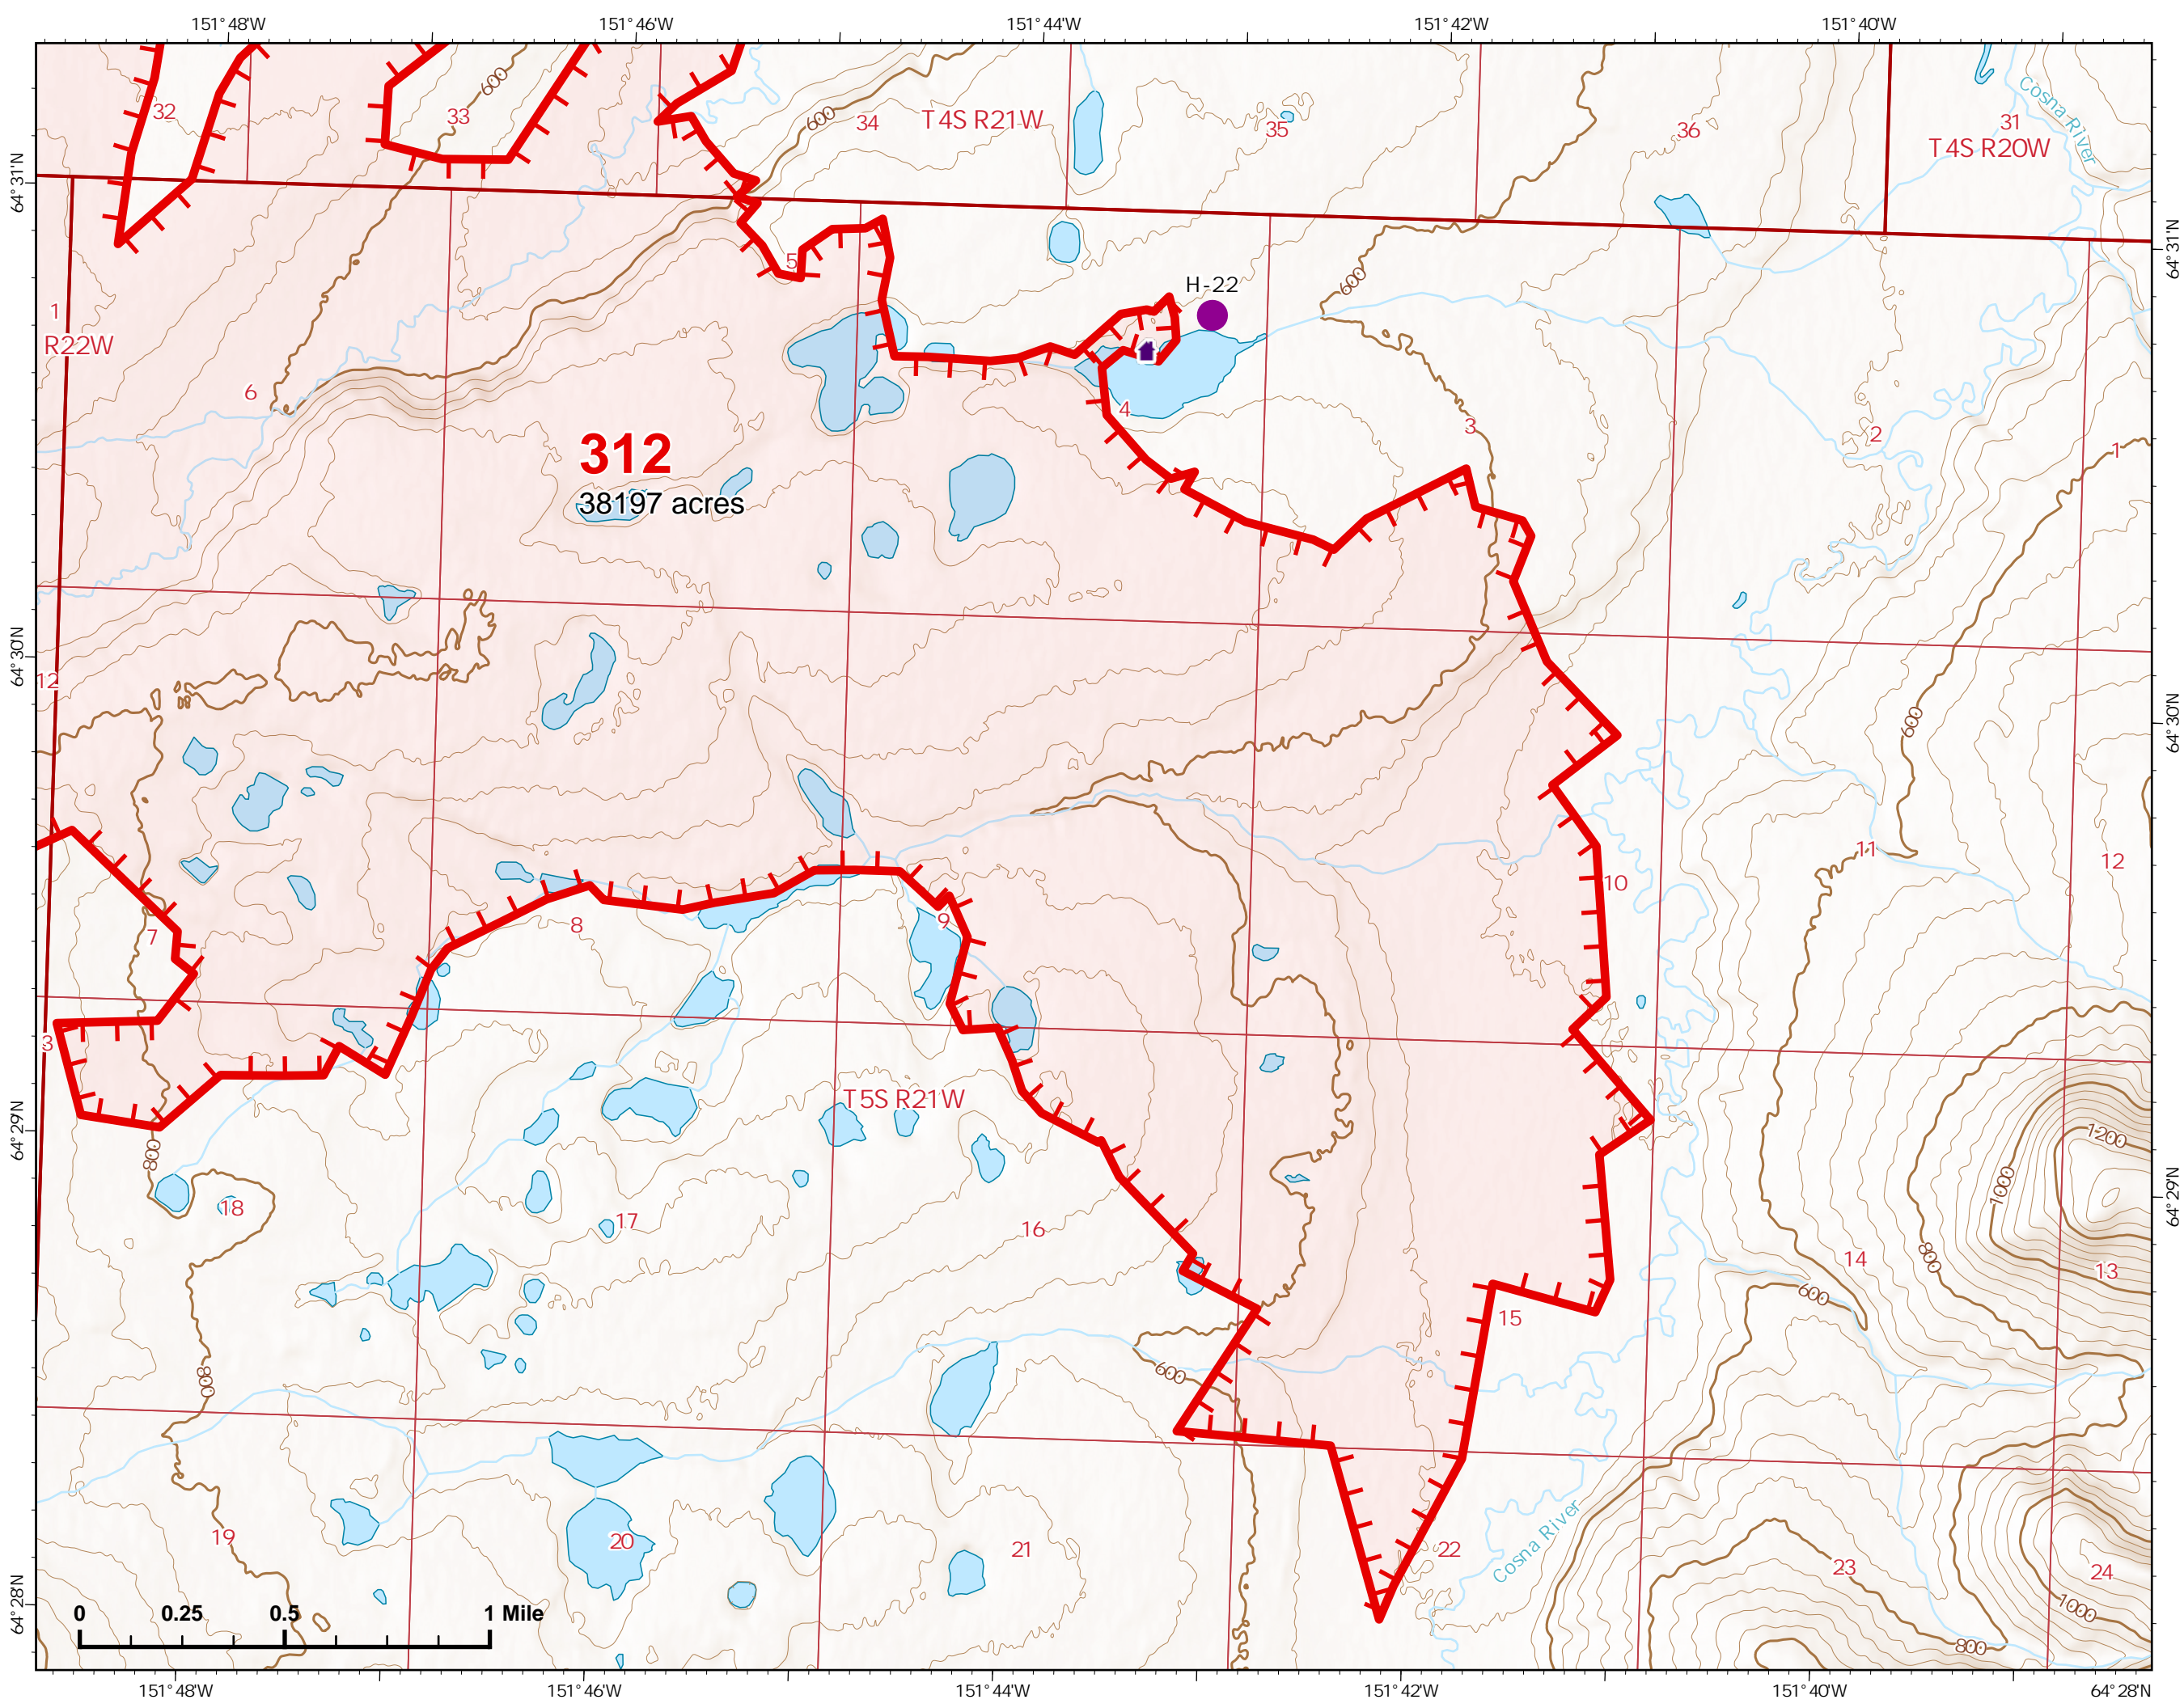 151°48'W
151°46'W
151°44'W
151°42'W
151°40'W
Cosna River
600
32
33
600
34
T4S R21W
35
36
31
T4S R20W
64°31'N
64°31'N
5
H-22
600
1
R22W
6
4
3
2
1
312
38197 acres
64°30'N
12
600
64°30'N
11
12
10
7
8
9
3
T5S R21W
64°29'N
800
1200
1000
64°29'N
18
17
16
14
800
13
600
15
800
600
19
20
21
22
Cosna River
23
24
1000
800
64°28'N
0
0.25
0.5
1 Mile
151°48'W
151°46'W
151°44'W
151°42'W
151°40'W
64°28'N